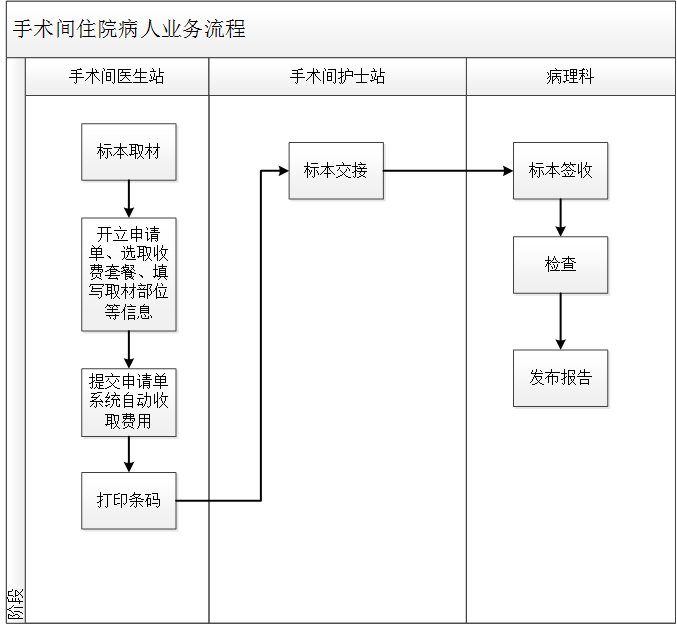 手术间住院病人业务流程
手术间医生站
手术间护士站
病理科
标本取材
开立申请
单、选取收
费套餐、填
写取材部位
等信息
提交申请单
系统自动收
取费用
打印条码
标本交接
标本签收
检查
发布报告
阶段